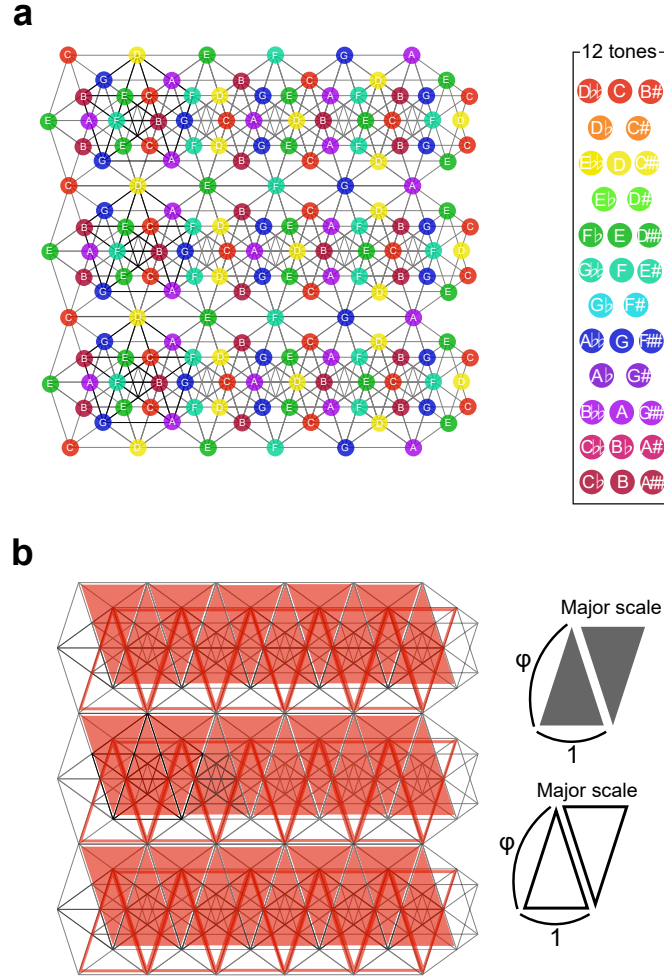 a
12 tones
C D E F G A
G A B C D E
B E C F D G E A F B G C
E A F B G C A D B E C F D
B E C F D G E A F B G C
G A B C D E
C D E F G A
G A B C D E
B E C F D G E A F B G C
E A F B G C A D B E C F D
B E C F D G E A F B G C
G A B C D E
C D E F G A
G A B C D E
B E C F D G E A F B G C
E A F B G C A D B E C F D
B E C F D G E A F B G C
G A B C D E
C D E F G A
D♭♭ C B#
D♭ C#
E♭♭ D C##
E♭ D#
F♭ E D##
G♭♭ F E#
G♭ F#
A♭♭ G F##
A♭ G#
B♭♭ A G##
C♭♭ B♭ A#
C♭ B A##
b
Major scale
φ
1
Major scale
φ
1